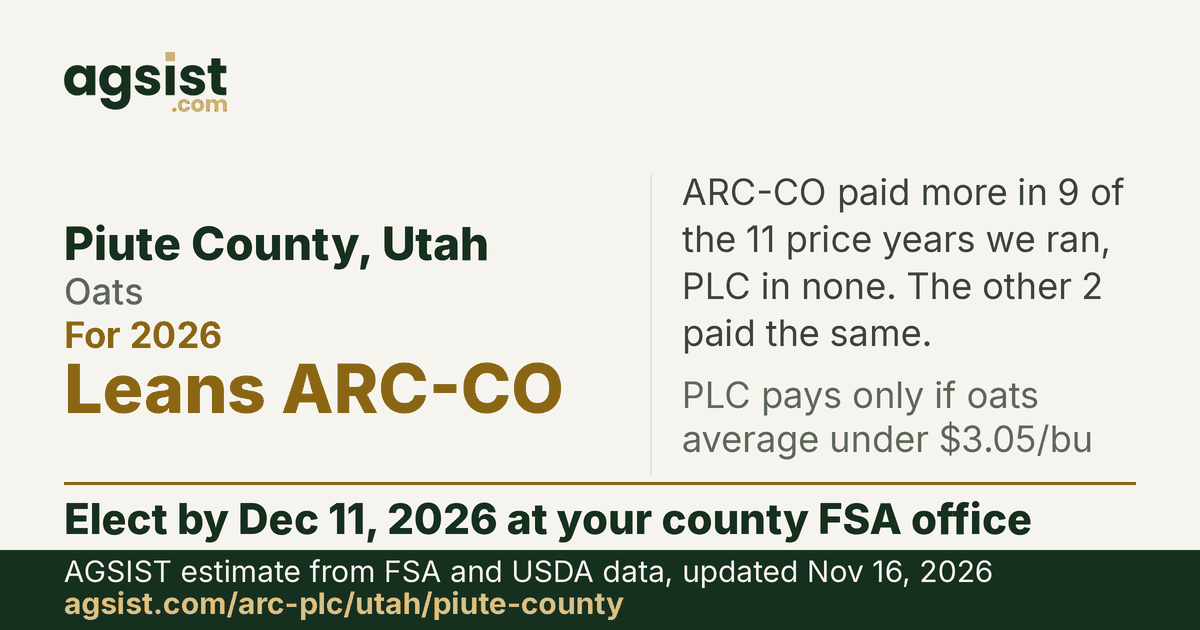 agsist
.com
Piute County, Utah
Oats
For 2026
Leans ARC-CO
ARC-CO paid more in 9 of
the 11 price years we ran,
PLC in none. The other 2
paid the same.
PLC pays only if oats
average under $3.05/bu
Elect by Dec 11, 2026 at your county FSA office
AGSIST estimate from FSA and USDA data, updated Nov 16, 2026
agsist.com/arc-plc/utah/piute-county